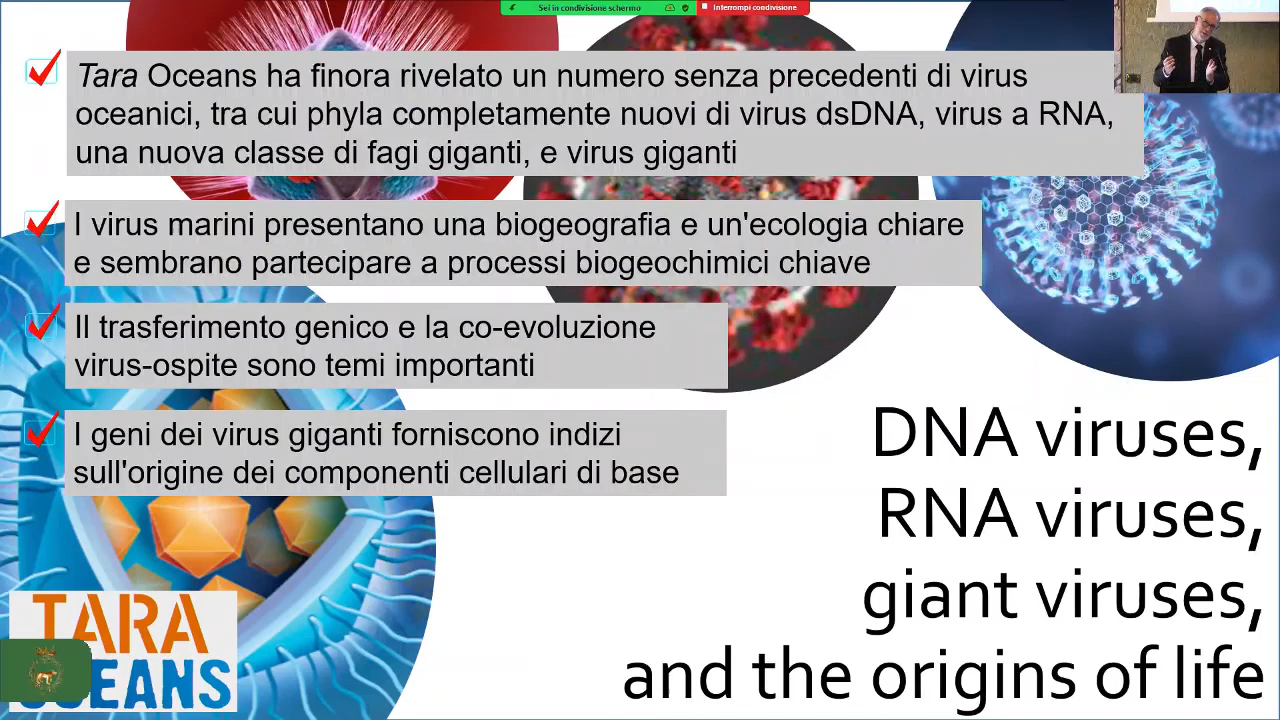 Sei in condivisione schermo
Interrompi condivisione
Tara Oceans ha finora rivelato un numero senza precedenti di virus
oceanici, tra cui phyla completamente nuovi di virus dsDNA, virus a RNA,
una nuova classe di fagi giganti, e virus giganti
I virus marini presentano una biogeografia e un'ecologia chiare
e sembrano partecipare a processi biogeochimici chiave
Il trasferimento genico e la co-evoluzione
virus-ospite sono temi importanti
I geni dei virus giganti forniscono indizi
sull'origine dei componenti cellulari di base
DNA viruses,
RNA viruses,
giant viruses,
and the origins of life
TARA
EANS